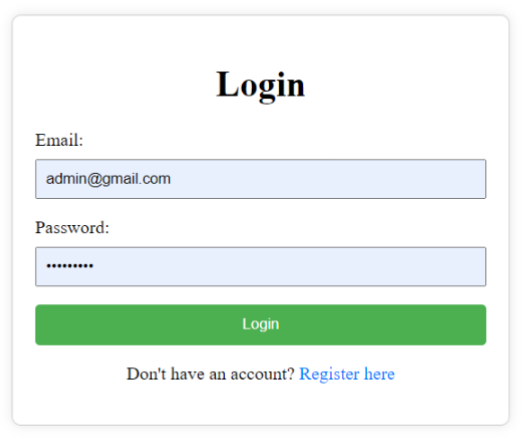 Login
Email:
admin@gmail.com
Password:
•••••••••
Login
Don't have an account? Register here